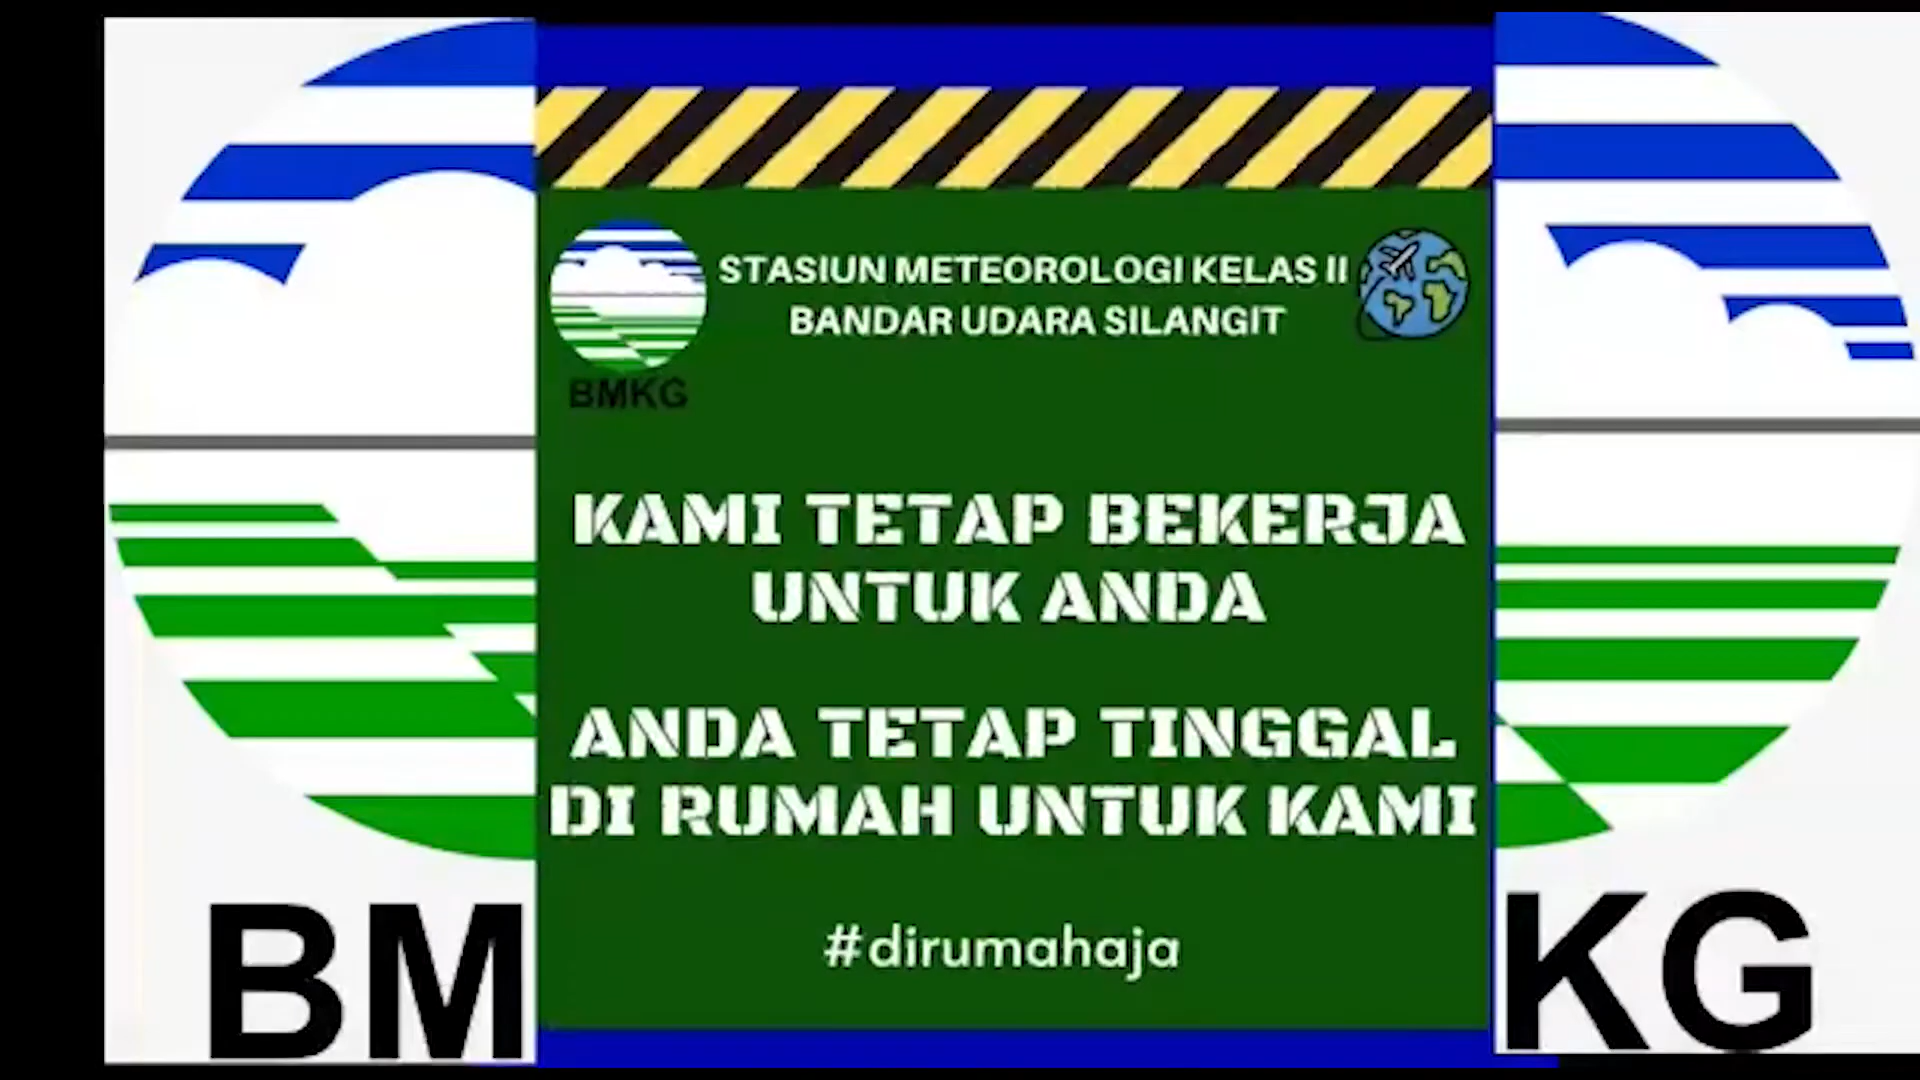 STASIUN METEOROLOGI KELAS II
BANDAR UDARA SILANGIT
BMKG
KAMI TETAP BEKERJA
UNTUK ANDA
ANDA TETAP TINGGAL
DI RUMAH UNTUK KAMI
#dirumahaja
BM
KG